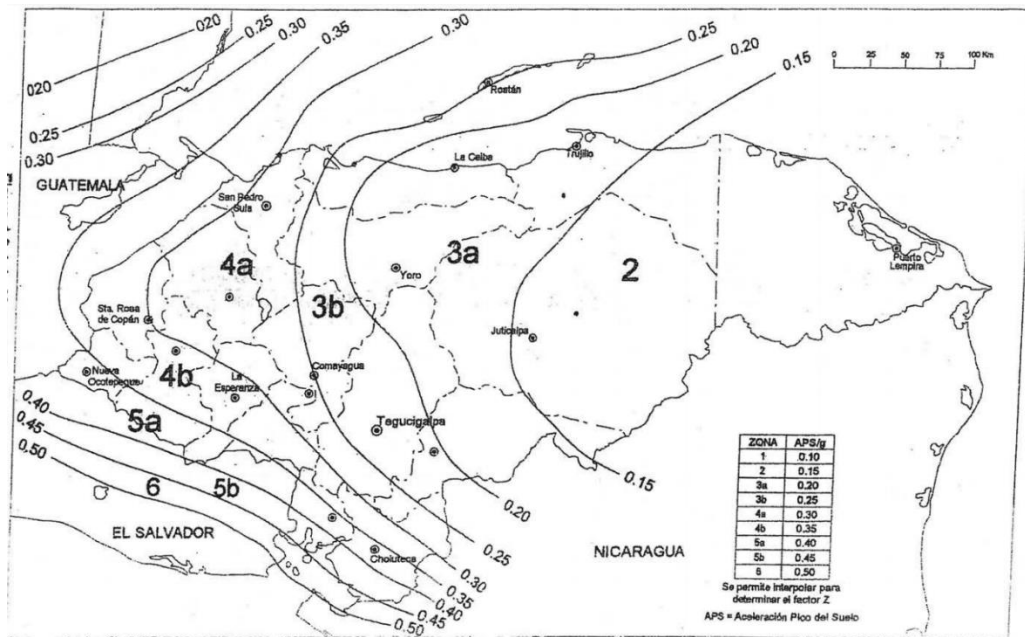 020
0.25
0.30
0.35
0.30
0.25
0.20
0.15
0 25 50 100 Km
020
0.25
0.30
Roatán
Trujillo
La Ceiba
GUATEMALA
San Pedro
Sula
4a
3a
Yoro
2
Puerto
Lempira
3b
Sta. Rosa
de Copán
Juticalpa
Nueva
Ocotepeque
4b
La
Esperanza
Comayagua
0.40
5a
Tegucigalpa
0.45
0.50
6
5b
0.15
0.20
EL SALVADOR
Choluteca
0.25
NICARAGUA
0.30
0.35
0.40
0.45
0.50
ZONA APS/g
1 0.10
2 0.15
3a 0.20
3b 0.25
4a 0.30
4b 0.35
5a 0.40
5b 0.45
6 0.50
Se permite interpolar para
determinar el factor Z
APS = Aceleración Pico del Suelo